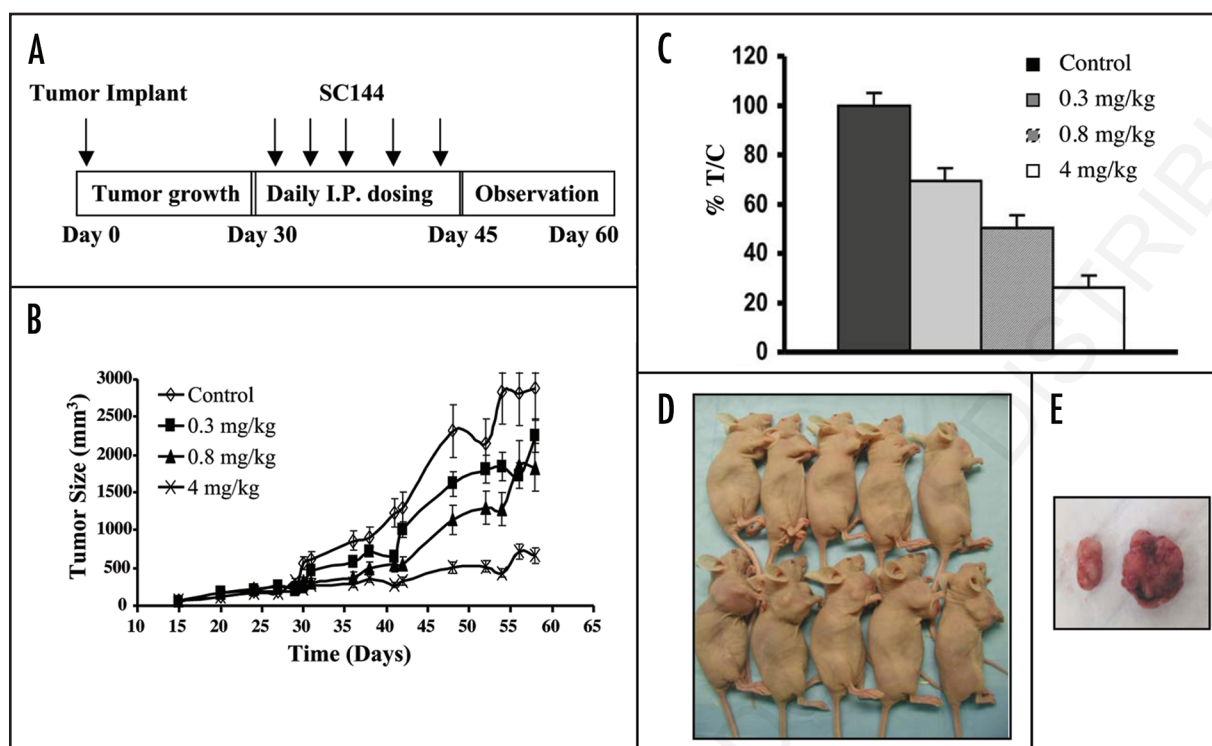 A
Tumor Implant SC144
Tumor growth Daily I.P. dosing Observation
Day 0 Day 30 Day 45 Day 60
B
3000
2500
2000
1500
1000
500
0
Tumor Size (mm³)
Control
0.3 mg/kg
0.8 mg/kg
4 mg/kg
10 15 20 25 30 35 40 45 50 55 60 65
Time (Days)
C
120
100
80
60
40
20
0
% T/C
Control
0.3 mg/kg
0.8 mg/kg
4 mg/kg
D
E
DISTRIB